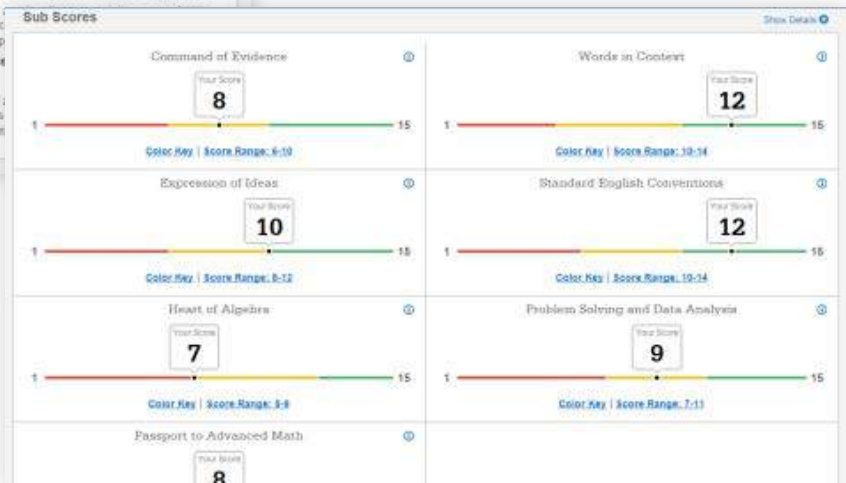 Sub Scores
Show Details
Command of Evidence
Your Score
8
1
15
Color Key | Score Range: 6-10
Words in Context
Your Score
12
1
15
Color Key | Score Range: 10-14
Expression of Ideas
Your Score
10
1
15
Color Key | Score Range: 8-12
Standard English Conventions
Your Score
12
1
15
Color Key | Score Range: 10-14
Heart of Algebra
Your Score
7
1
15
Color Key | Score Range: 5-9
Problem Solving and Data Analysis
Your Score
9
1
15
Color Key | Score Range: 7-11
Passport to Advanced Math
Your Score
8